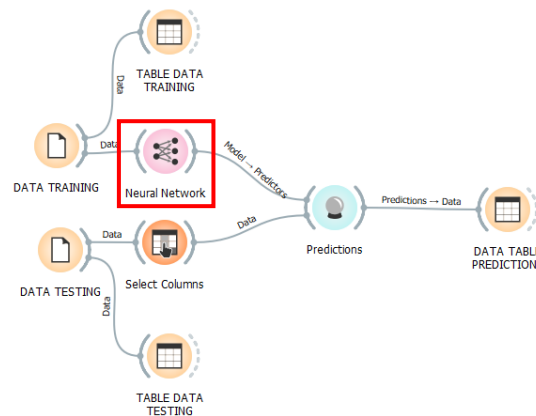 TABLE DATA
TRAINING
Data
Data
DATA TRAINING
Neural Network
Model → Predictors
Data
Predictions
Predictions → Data
DATA TABLE
PREDICTION
DATA TESTING
Data
Select Columns
Data
TABLE DATA
TESTING